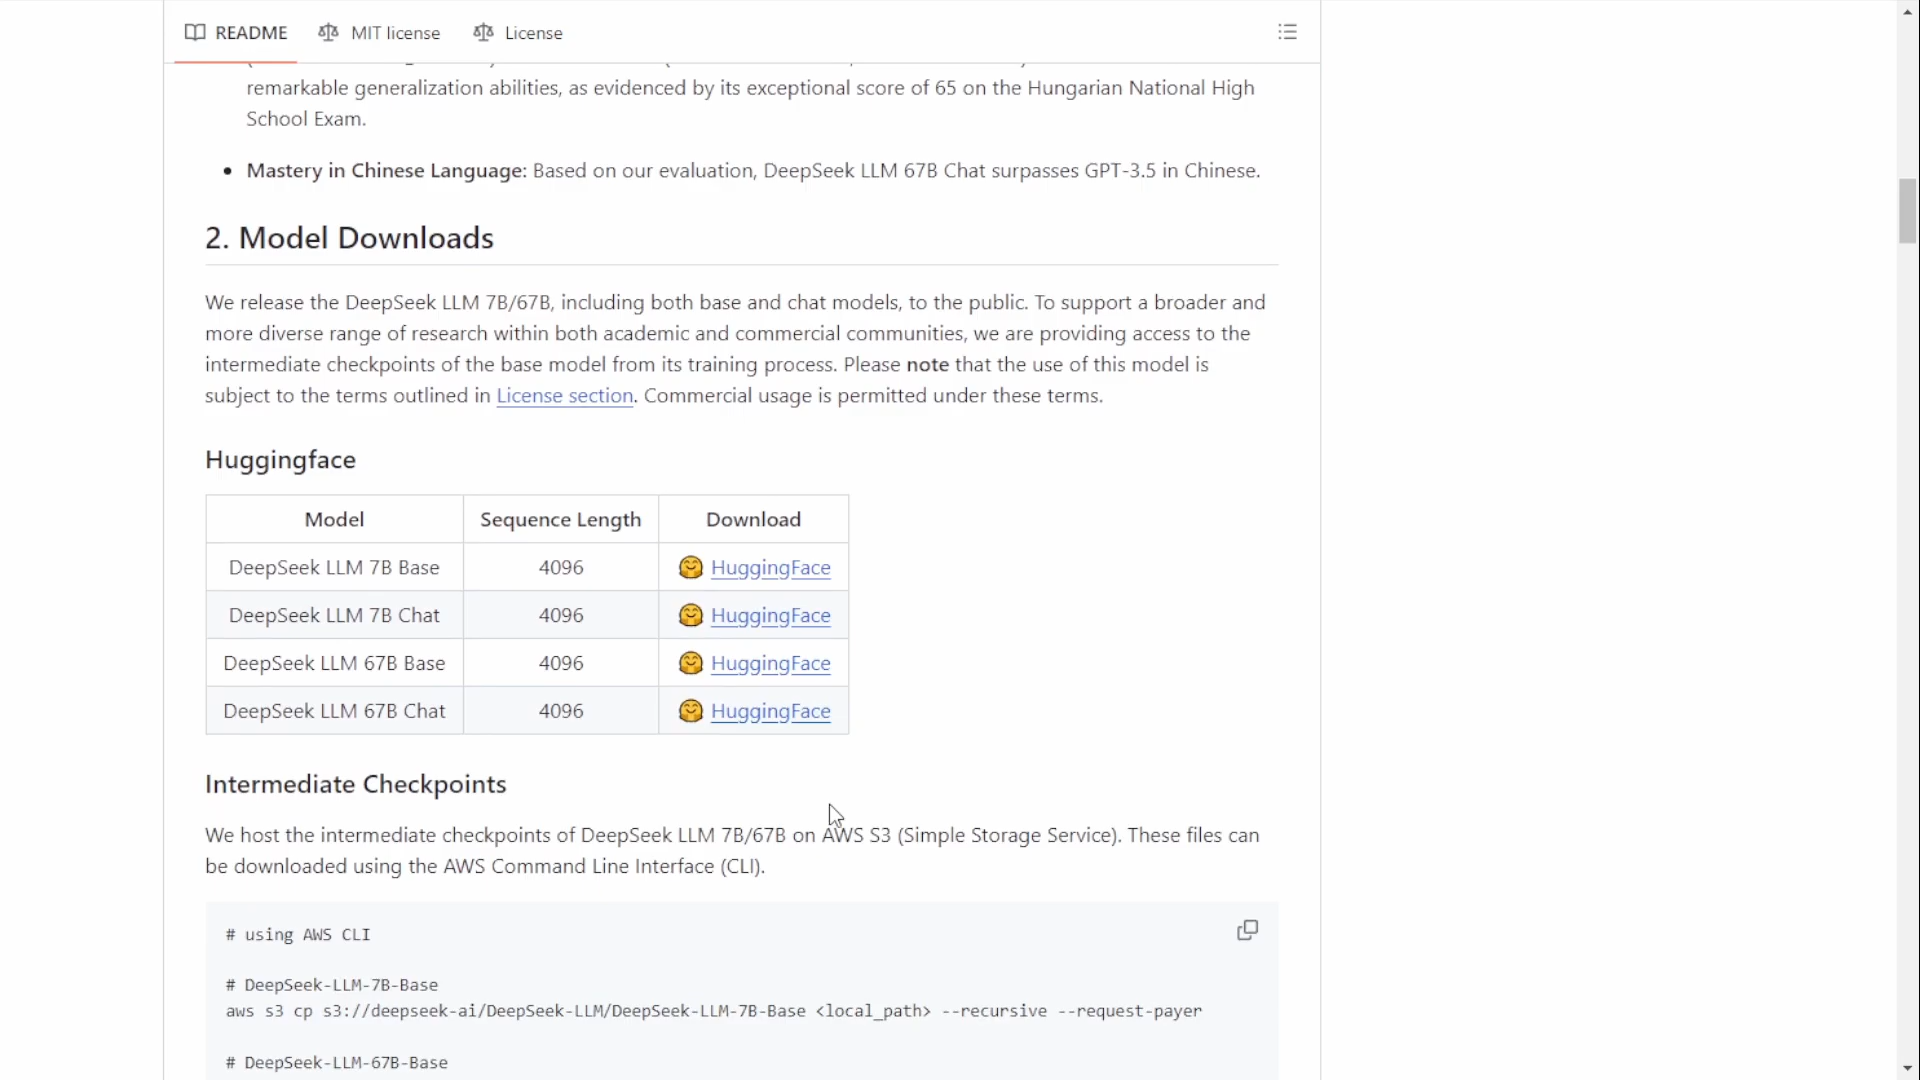 README MIT license License
remarkable generalization abilities, as evidenced by its exceptional score of 65 on the Hungarian National High
School Exam.
• Mastery in Chinese Language: Based on our evaluation, DeepSeek LLM 67B Chat surpasses GPT-3.5 in Chinese.
2. Model Downloads
We release the DeepSeek LLM 7B/67B, including both base and chat models, to the public. To support a broader and
more diverse range of research within both academic and commercial communities, we are providing access to the
intermediate checkpoints of the base model from its training process. Please note that the use of this model is
subject to the terms outlined in License section. Commercial usage is permitted under these terms.
Huggingface
Model Sequence Length Download
DeepSeek LLM 7B Base 4096 🤗 HuggingFace
DeepSeek LLM 7B Chat 4096 🤗 HuggingFace
DeepSeek LLM 67B Base 4096 🤗 HuggingFace
DeepSeek LLM 67B Chat 4096 🤗 HuggingFace
Intermediate Checkpoints
We host the intermediate checkpoints of DeepSeek LLM 7B/67B on AWS S3 (Simple Storage Service). These files can
be downloaded using the AWS Command Line Interface (CLI).
# using AWS CLI
# DeepSeek-LLM-7B-Base
aws s3 cp s3://deepseek-ai/DeepSeek-LLM/DeepSeek-LLM-7B-Base <local_path> --recursive --request-payer
# DeepSeek-LLM-67B-Base